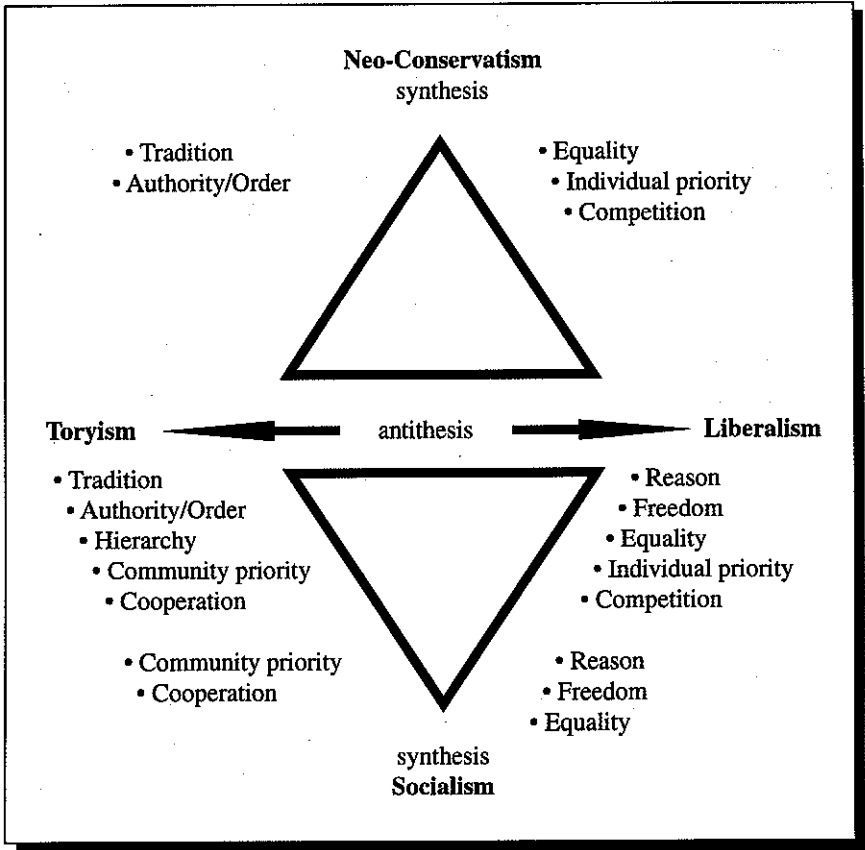 Neo-Conservatism
synthesis
• Tradition
• Authority/Order
• Equality
• Individual priority
• Competition
Toryism
antithesis
Liberalism
• Tradition
• Authority/Order
• Hierarchy
• Community priority
• Cooperation
• Reason
• Freedom
• Equality
• Individual priority
• Competition
• Community priority
• Cooperation
• Reason
• Freedom
• Equality
synthesis
Socialism